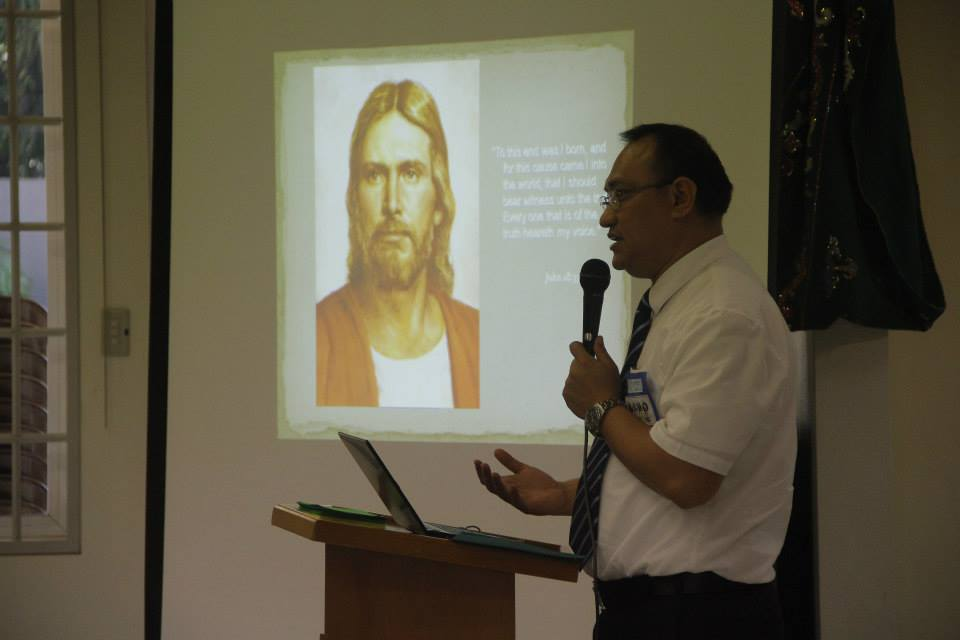 "To this end was I born, and
for this cause came I into
the world, that I should
bear witness unto the
Every one that is of the
truth heareth my voice."
John